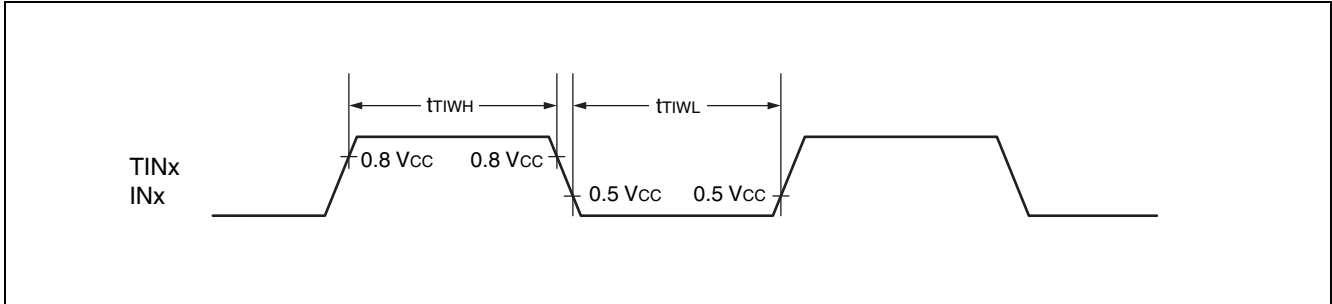 tTIWH tTIWL
TINx
INx
0.8 VCC 0.8 VCC
0.5 VCC 0.5 VCC